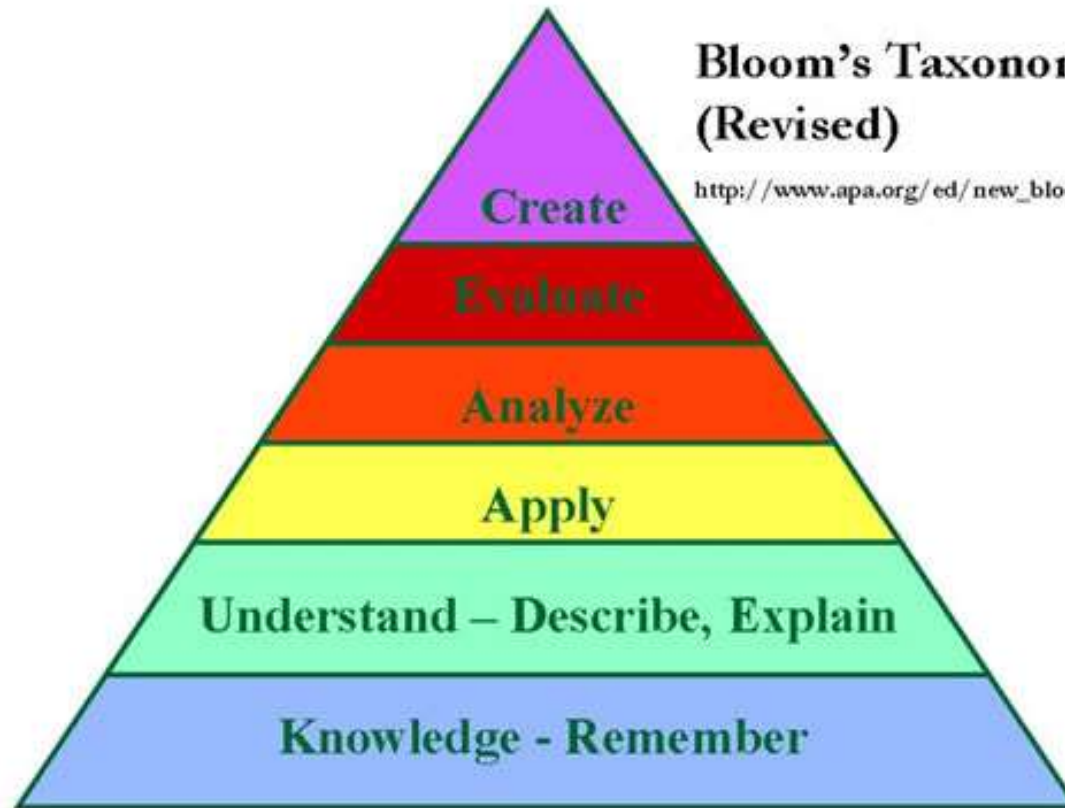 Bloom's Taxonor
(Revised)
http://www.apa.org/ed/new_blo
Create
Evaluate
Analyze
Apply
Understand – Describe, Explain
Knowledge - Remember